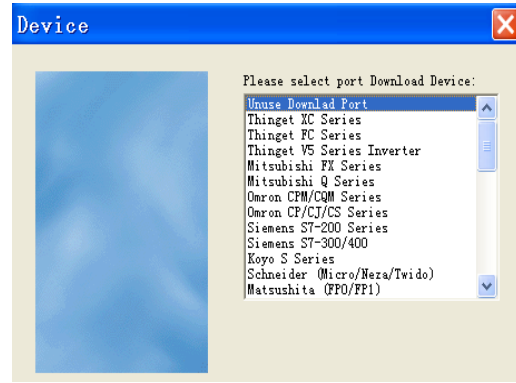 Device
Please select port Download Device:
Unuse Downlad Port
Thinget XC Series
Thinget FC Series
Thinget V5 Series Inverter
Mitsubishi FX Series
Mitsubishi Q Series
Omron CPM/CQM Series
Omron CP/CJ/CS Series
Siemens S7-200 Series
Siemens S7-300/400
Koyo S Series
Schneider (Micro/Neza/Twido)
Matsushita (FP0/FP1)